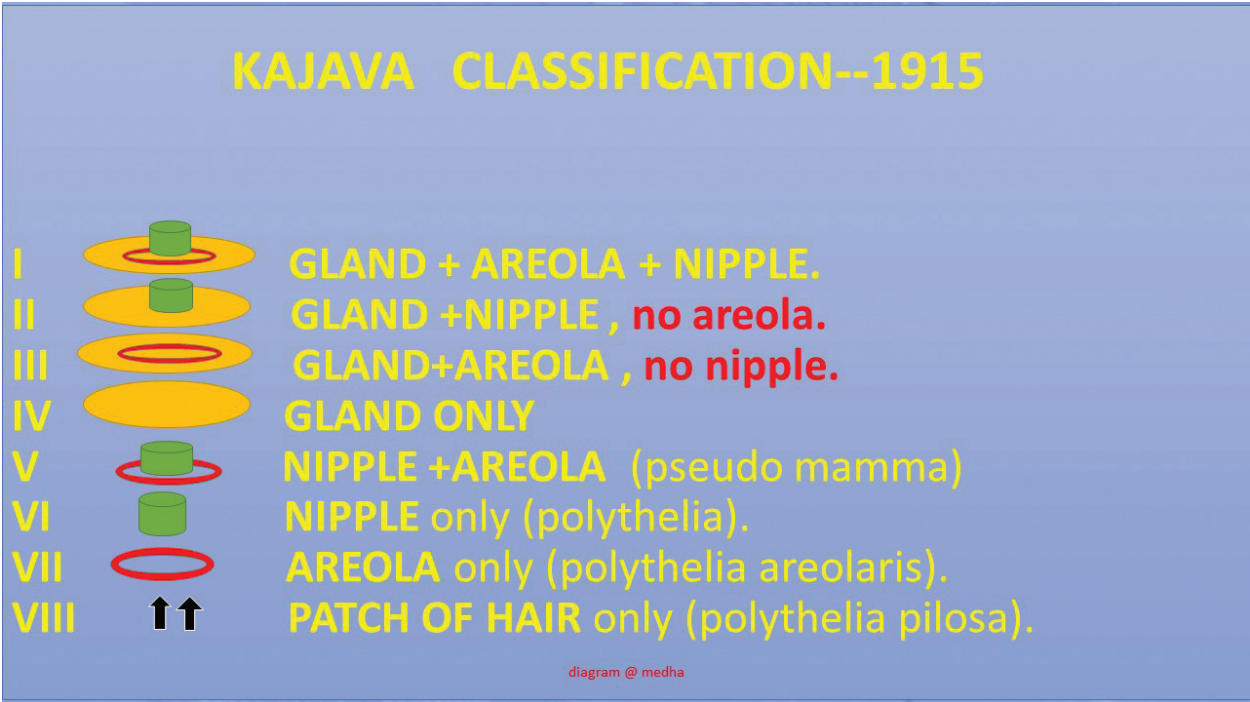 KAJAVA CLASSIFICATION--1915
I GLAND + AREOLA + NIPPLE.
II GLAND +NIPPLE , no areola.
III GLAND+AREOLA , no nipple.
IV GLAND ONLY
V NIPPLE +AREOLA (pseudo mamma)
VI NIPPLE only (polythelia).
VII AREOLA only (polythelia areolaris).
VIII PATCH OF HAIR only (polythelia pilosa).
diagram @ medha